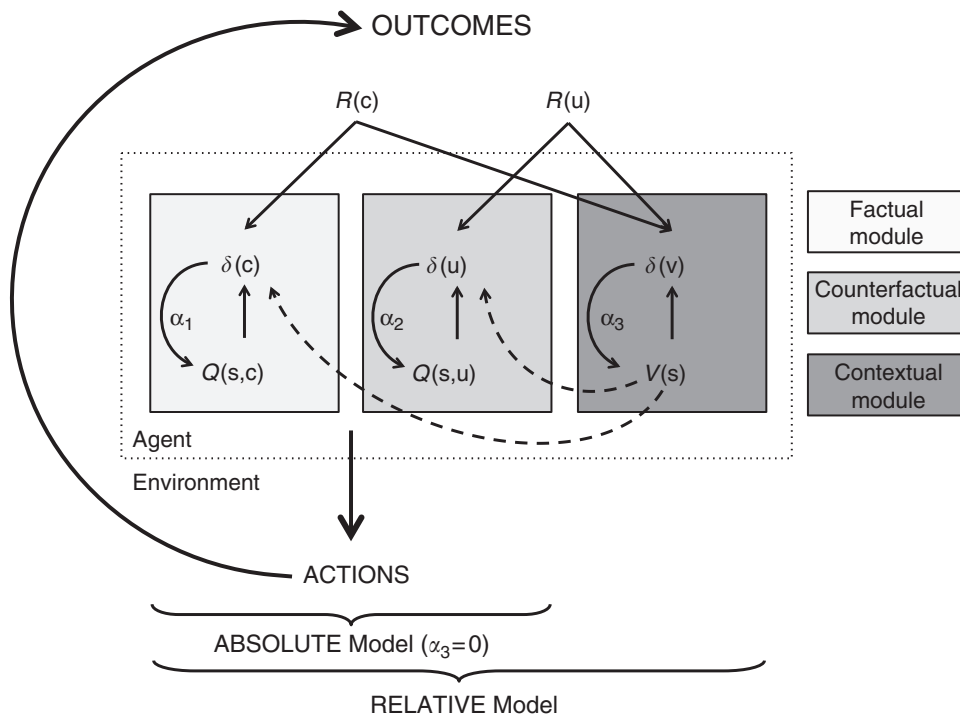 OUTCOMES
R(c) R(u)
δ(c) δ(u) δ(v)
α1 α2 α3
Q(s,c) Q(s,u) V(s)
Factual
module
Counterfactual
module
Contextual
module
Agent
Environment
ACTIONS
ABSOLUTE Model (α3=0)
RELATIVE Model